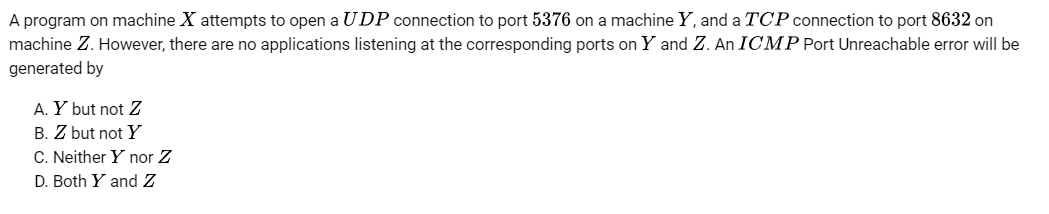 A program on machine X attempts to open a UDP connection to port 5376 on a machine Y, and a TCP connection to port 8632 on
machine Z. However, there are no applications listening at the corresponding ports on Y and Z. An ICMP Port Unreachable error will be
generated by
A. Y but not Z
B. Z but not Y
C. Neither Y nor Z
D. Both Y and Z